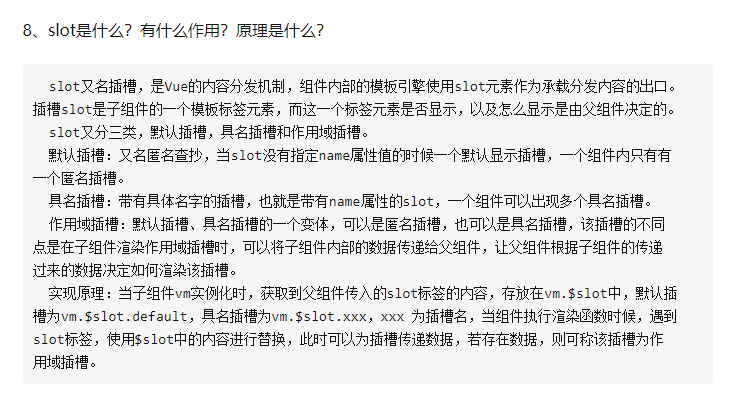 8、slot是什么？有什么作用？原理是什么？
slot又名插槽，是Vue的内容分发机制，组件内部的模板引擎使用slot元素作为承载分发内容的出口。
插槽slot是子组件的一个模板标签元素，而这一个标签元素是否显示，以及怎么显示是由父组件决定的。
slot又分三类，默认插槽，具名插槽和作用域插槽。
默认插槽：又名匿名查抄，当slot没有指定name属性值的时候一个默认显示插槽，一个组件内只有有
一个匿名插槽。
具名插槽：带有具体名字的插槽，也就是带有name属性的slot，一个组件可以出现多个具名插槽。
作用域插槽：默认插槽、具名插槽的一个变体，可以是匿名插槽，也可以是具名插槽，该插槽的不同
点是在子组件渲染作用域插槽时，可以将子组件内部的数据传递给父组件，让父组件根据子组件的传递
过来的数据决定如何渲染该插槽。
实现原理：当子组件vm实例化时，获取到父组件传入的slot标签的内容，存放在vm.$slot中，默认插
槽为vm.$slot.default，具名插槽为vm.$slot.xxx，xxx 为插槽名，当组件执行渲染函数时候，遇到
slot标签，使用$slot中的内容进行替换，此时可以为插槽传递数据，若存在数据，则可称该插槽为作
用域插槽。